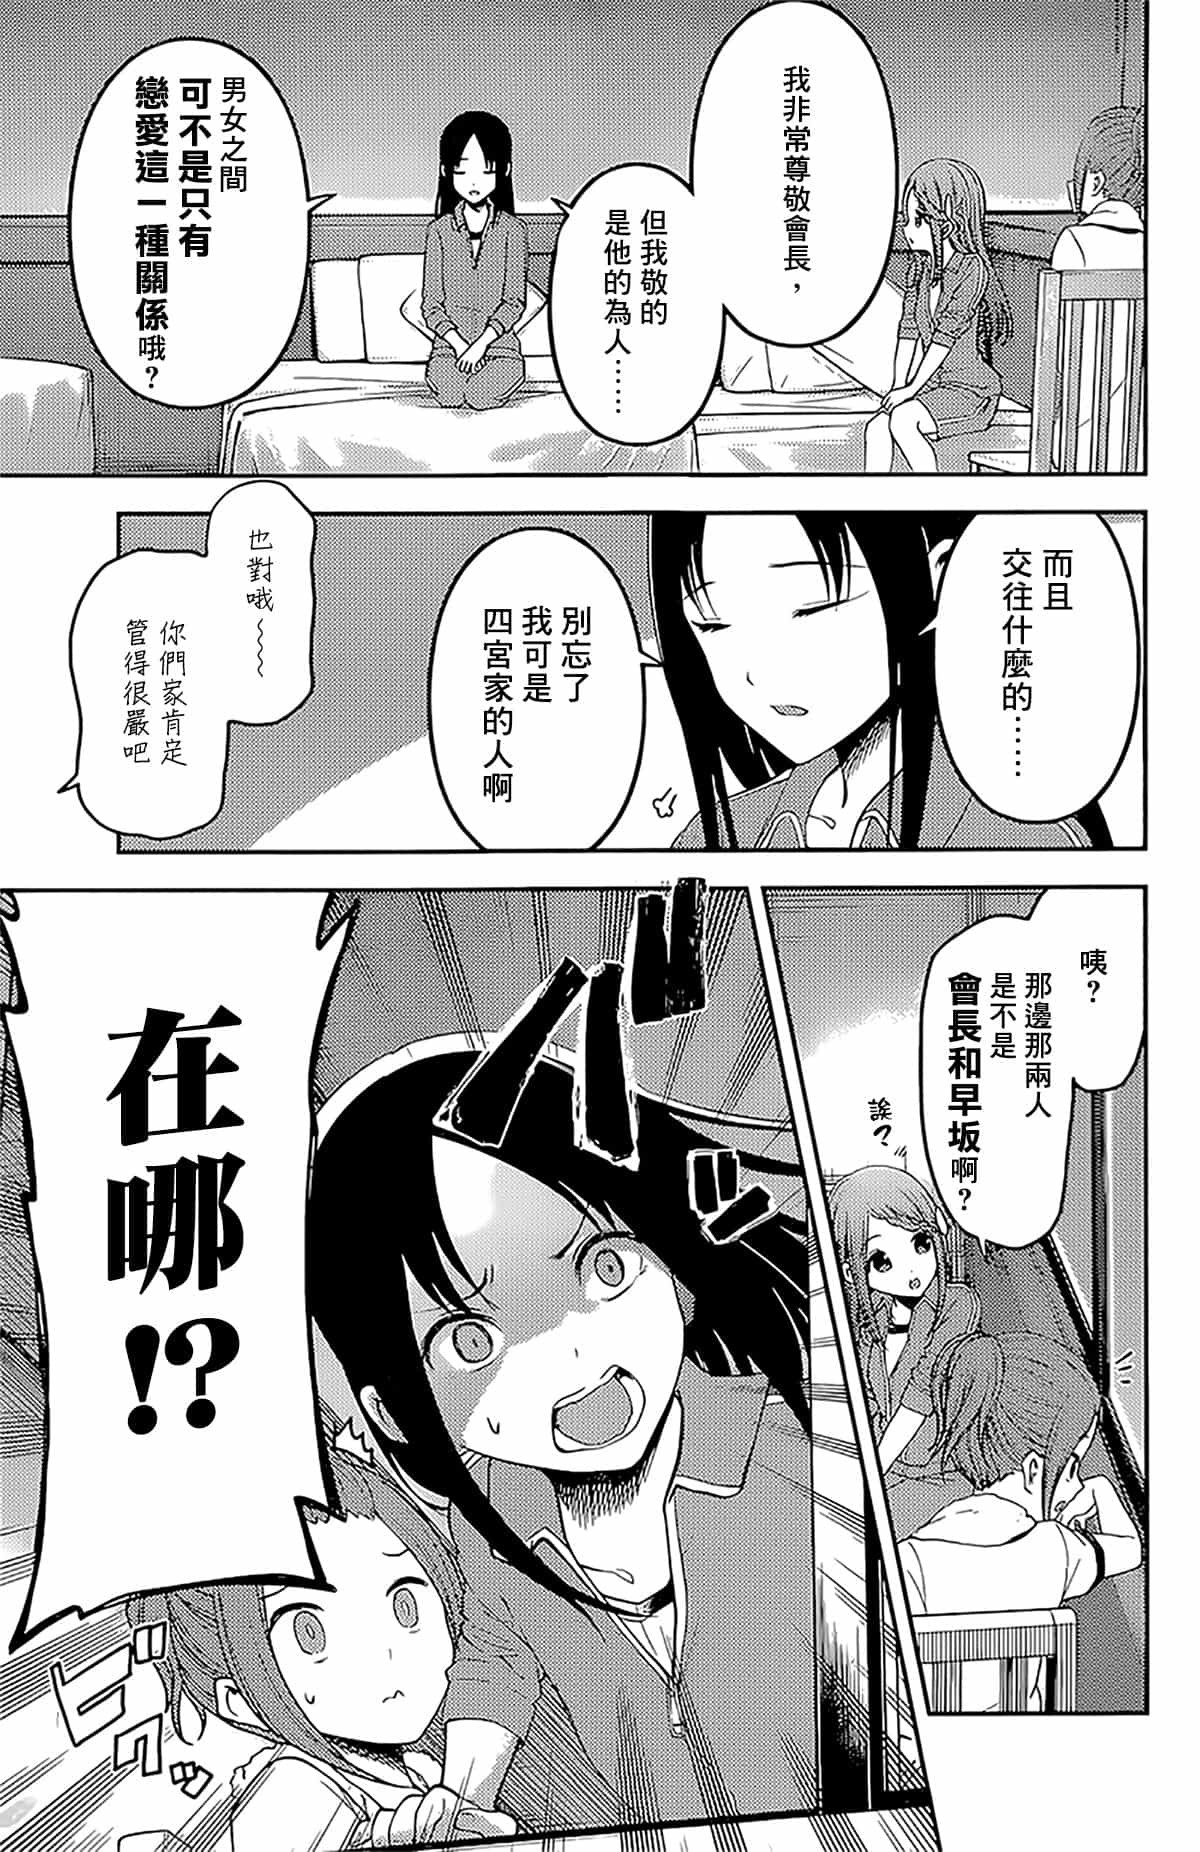 我非常尊敬會長，
但我敬的
是他的為人……
男女之間
可不是只有
戀愛這一種關係哦？
而且
交往什麼的……
別忘了
我可是
四宮家的人啊
也對哦～～
你們家肯定
管得很嚴吧
咦？
那邊那兩人
是不是
會長和早坂啊？
誒？
在哪!?
ビクッ